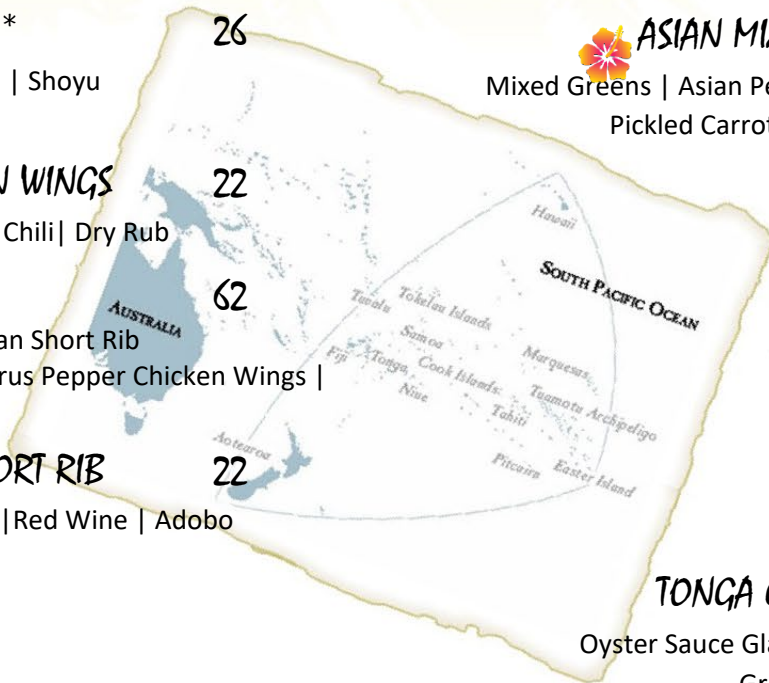 * 26
| Shoyu
N WINGS 22
Chili| Dry Rub
62
an Short Rib
rus Pepper Chicken Wings |
ORT RIB 22
|Red Wine | Adobo
Hawaii
SOUTH PACIFIC OCEAN
AUSTRALIA
Tuvalu
Tokelau Islands
Samoa
Fiji
Tonga
Cook Islands
Niue
Marquesas
Tuamotu Archipeligo
Tahiti
Aotearoa
Pitcairn
Easter Island
ASIAN MI
Mixed Greens | Asian Pe
Pickled Carrot
TONGA
Oyster Sauce Gla
Gr